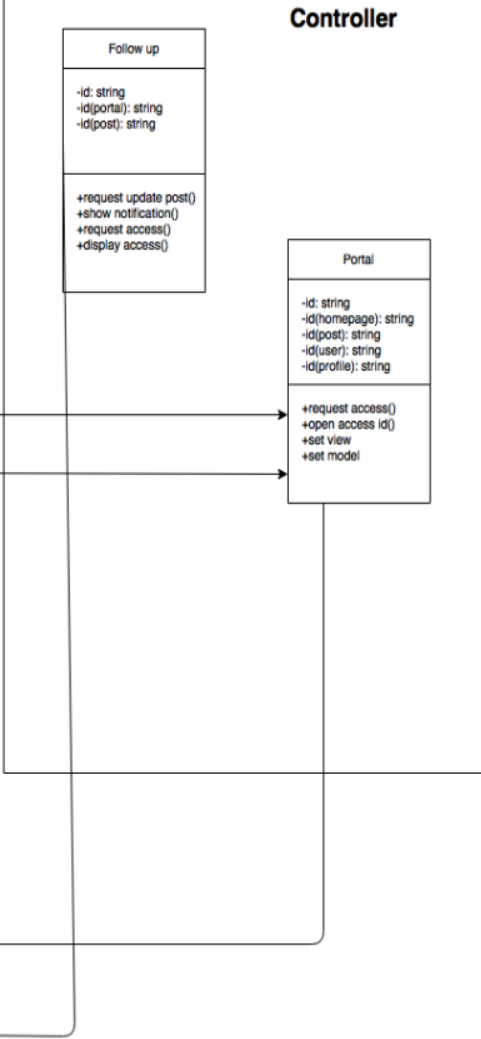 Controller
Follow up
-id: string
-id(portal): string
-id(post): string
+request update post()
+show notification()
+request access()
+display access()
Portal
-id: string
-id(homepage): string
-id(post): string
-id(user): string
-id(profile): string
+request access()
+open access id()
+set view
+set model